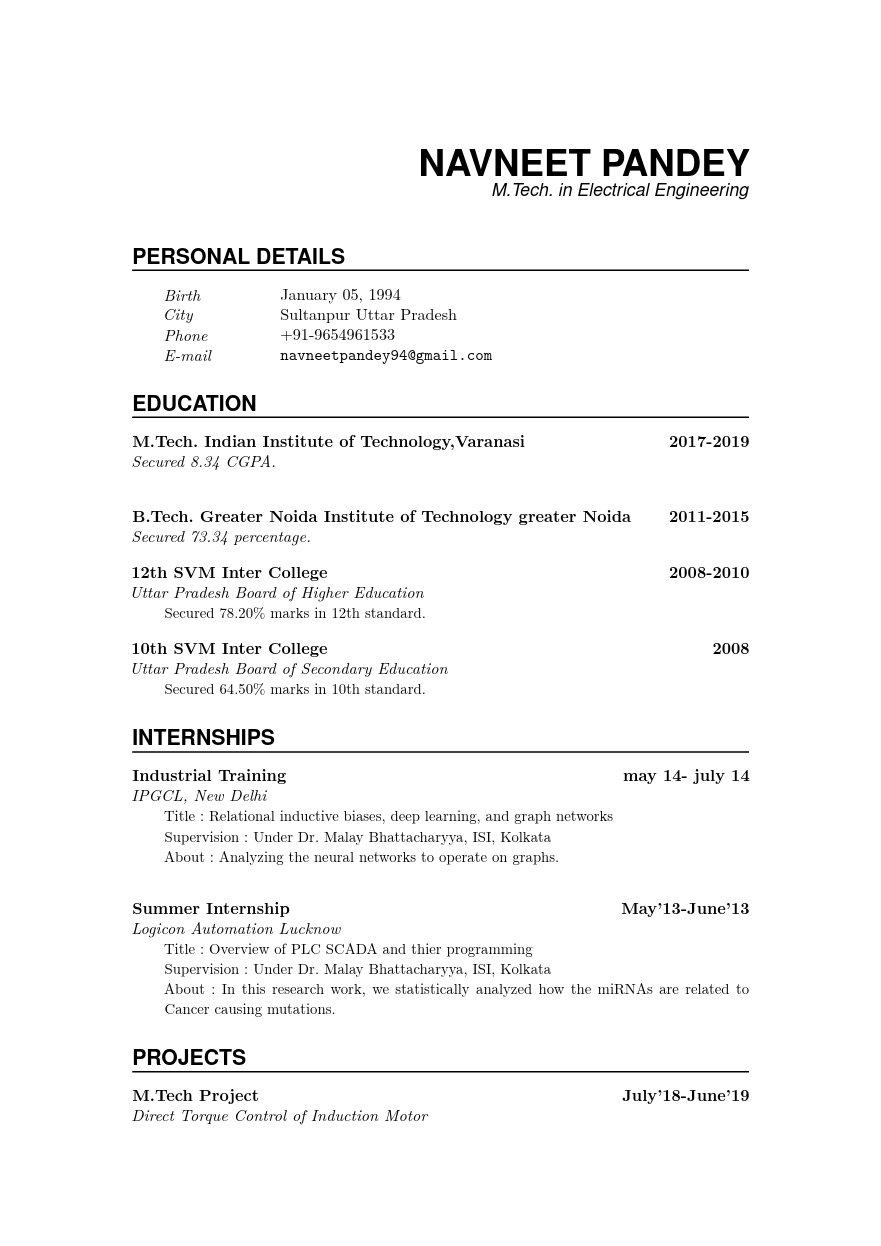 NAVNEET PANDEY
M.Tech. in Electrical Engineering
PERSONAL DETAILS
Birth January 05, 1994
City Sultanpur Uttar Pradesh
Phone +91-9654961533
E-mail navneetpandey94@gmail.com
EDUCATION
M.Tech. Indian Institute of Technology,Varanasi 2017-2019
Secured 8.34 CGPA.
B.Tech. Greater Noida Institute of Technology greater Noida 2011-2015
Secured 73.34 percentage.
12th SVM Inter College 2008-2010
Uttar Pradesh Board of Higher Education
Secured 78.20% marks in 12th standard.
10th SVM Inter College 2008
Uttar Pradesh Board of Secondary Education
Secured 64.50% marks in 10th standard.
INTERNSHIPS
Industrial Training may 14- july 14
IPGCL, New Delhi
Title : Relational inductive biases, deep learning, and graph networks
Supervision : Under Dr. Malay Bhattacharyya, ISI, Kolkata
About : Analyzing the neural networks to operate on graphs.
Summer Internship May'13-June'13
Logicon Automation Lucknow
Title : Overview of PLC SCADA and thier programming
Supervision : Under Dr. Malay Bhattacharyya, ISI, Kolkata
About : In this research work, we statistically analyzed how the miRNAs are related to
Cancer causing mutations.
PROJECTS
M.Tech Project July'18-June'19
Direct Torque Control of Induction Motor